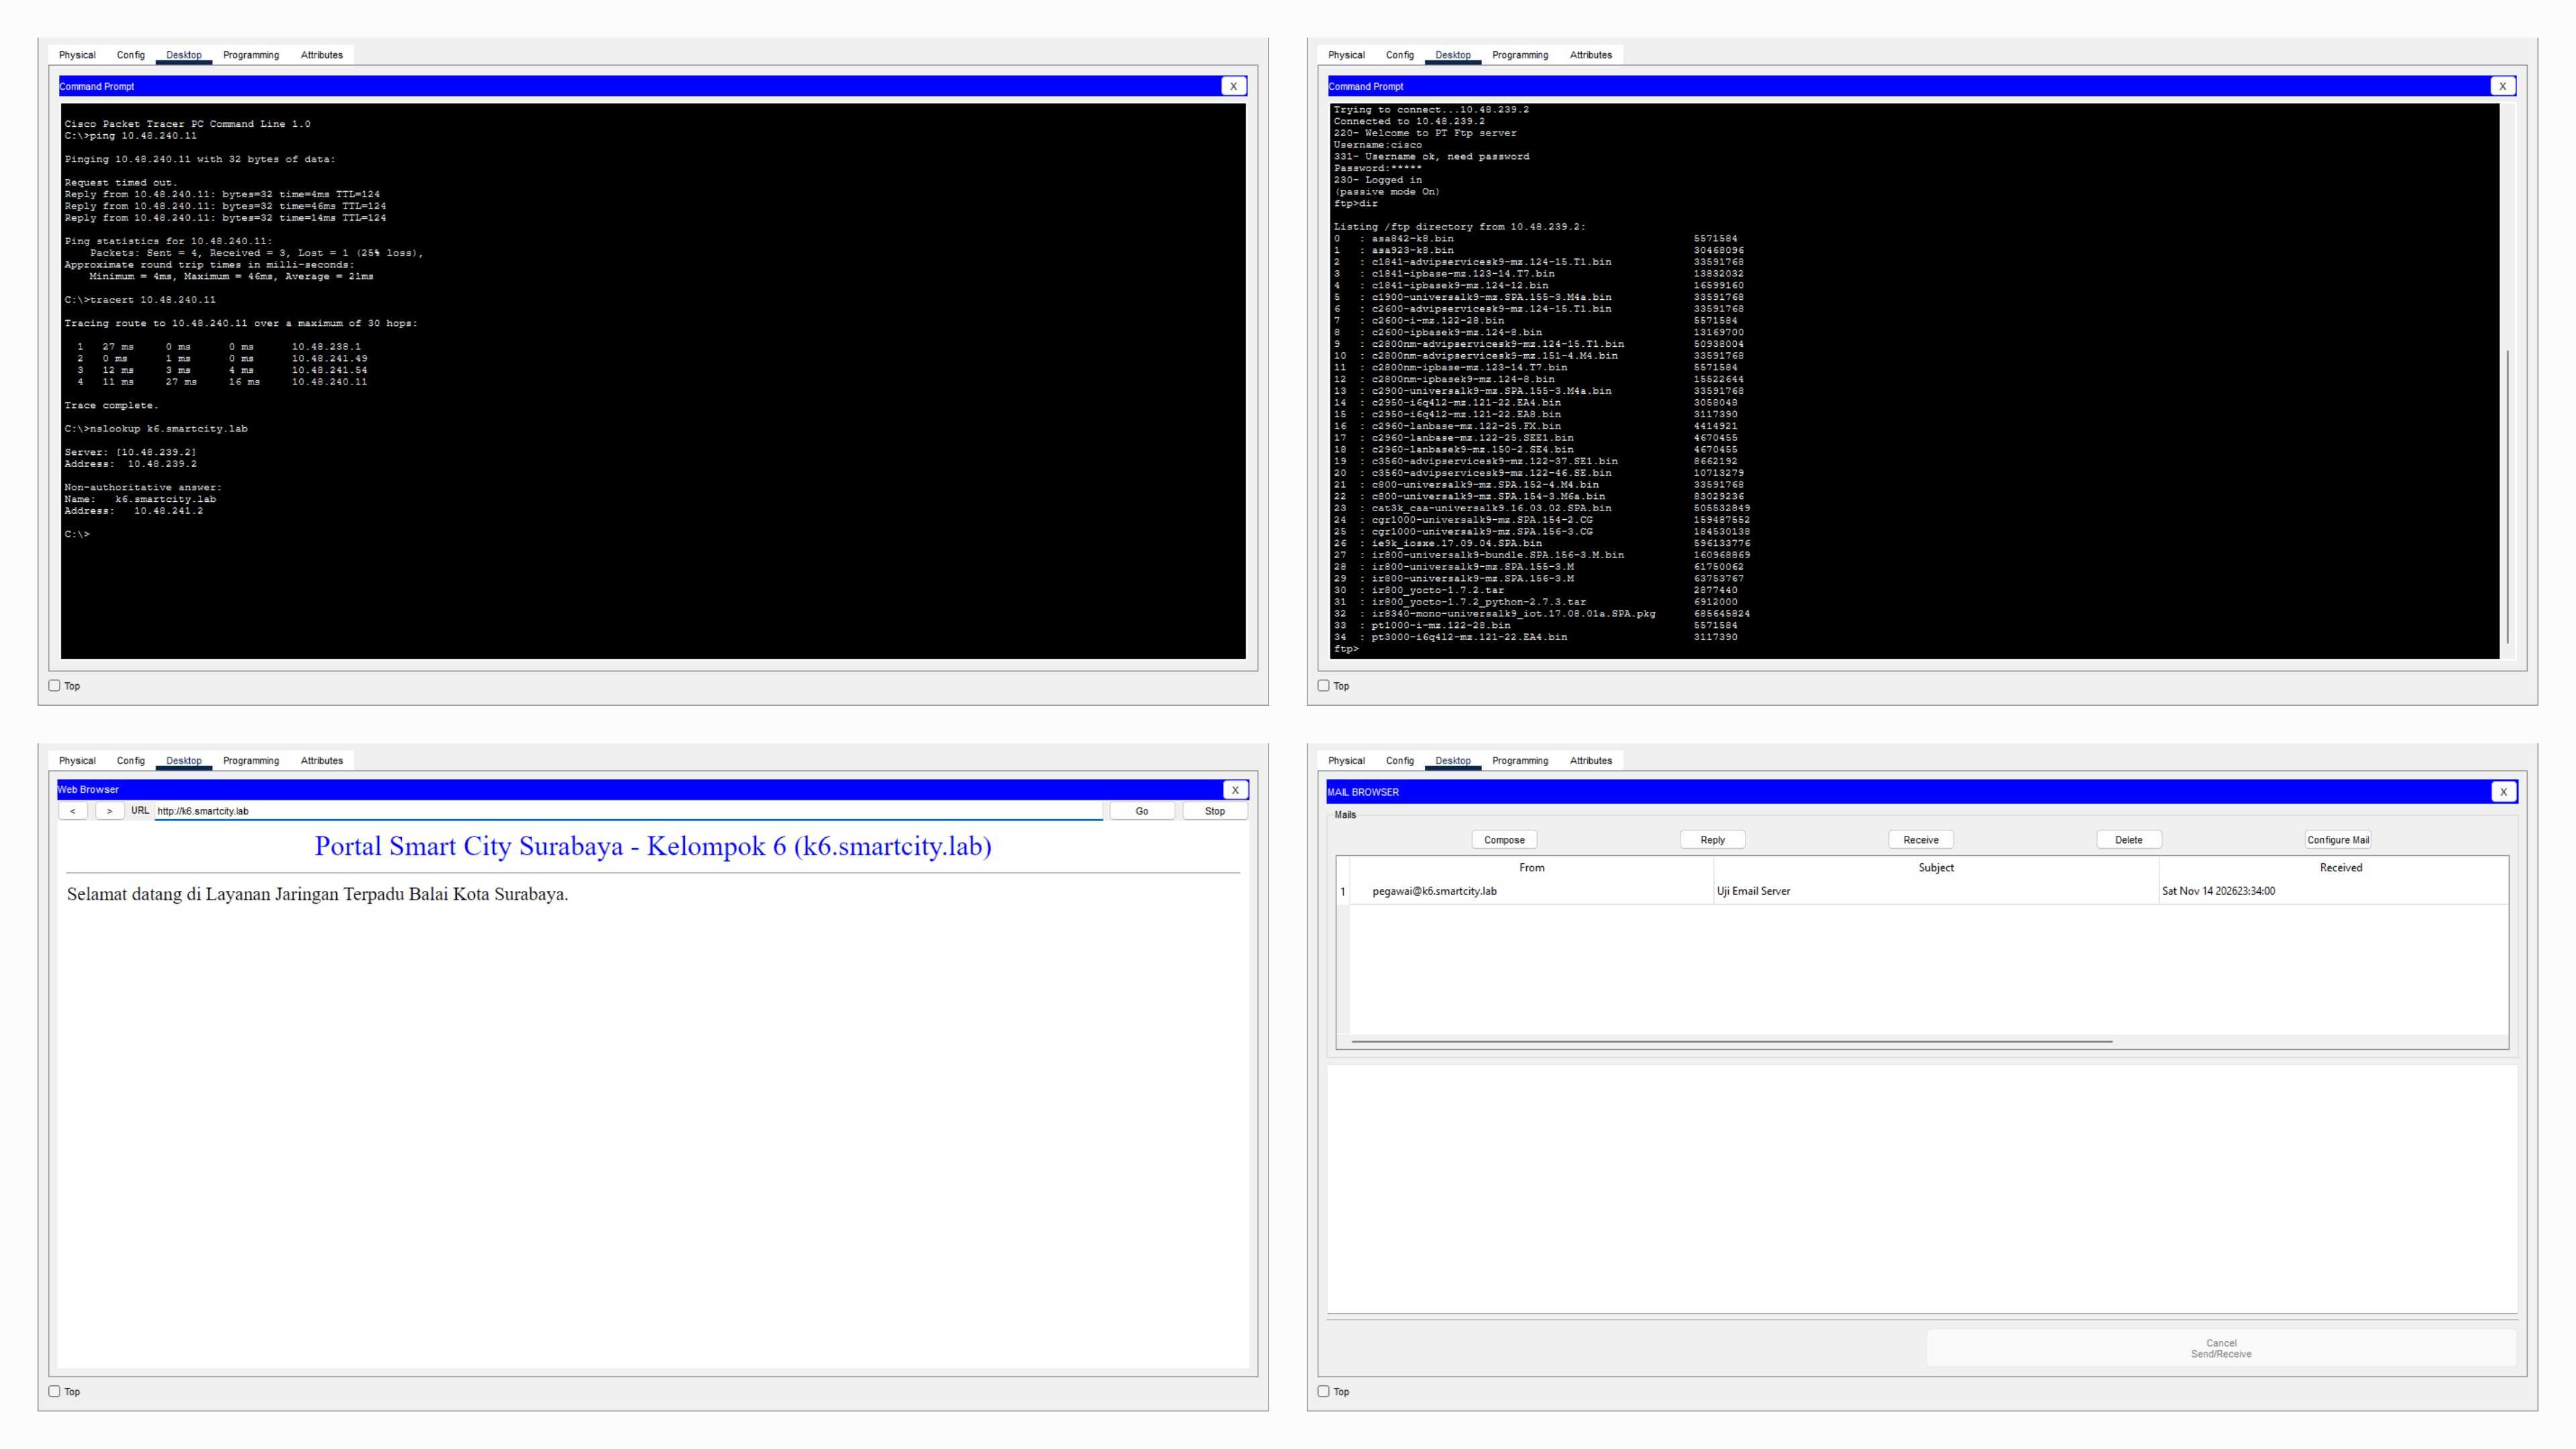 Physical Config Desktop Programming Attributes
Command Prompt X
Cisco Packet Tracer PC Command Line 1.0
C:\>ping 10.48.240.11
Pinging 10.48.240.11 with 32 bytes of data:
Request timed out.
Reply from 10.48.240.11: bytes=32 time=4ms TTL=124
Reply from 10.48.240.11: bytes=32 time=46ms TTL=124
Reply from 10.48.240.11: bytes=32 time=14ms TTL=124
Ping statistics for 10.48.240.11:
Packets: Sent = 4, Received = 3, Lost = 1 (25% loss),
Approximate round trip times in milli-seconds:
Minimum = 4ms, Maximum = 46ms, Average = 21ms
C:\>tracert 10.48.240.11
Tracing route to 10.48.240.11 over a maximum of 30 hops:
1 27 ms 0 ms 0 ms 10.48.238.1
2 0 ms 1 ms 0 ms 10.48.241.49
3 12 ms 3 ms 4 ms 10.48.241.54
4 11 ms 27 ms 16 ms 10.48.240.11
Trace complete.
C:\>nslookup k6.smartcity.lab
Server: [10.48.239.2]
Address: 10.48.239.2
Non-authoritative answer:
Name: k6.smartcity.lab
Address: 10.48.241.2
C:\>
Top
Physical Config Desktop Programming Attributes
Command Prompt X
Trying to connect...10.48.239.2
Connected to 10.48.239.2
220- Welcome to PT Ftp server
Username:cisco
331- Username ok, need password
Password:*****
230- Logged in
(passive mode On)
ftp>dir
Listing /ftp directory from 10.48.239.2:
0 : asa842-k8.bin 5571584
1 : asa923-k8.bin 30468096
2 : c1841-advipservicesk9-mz.124-15.T1.bin 33591768
3 : c1841-ipbase-mz.123-14.T7.bin 13832032
4 : c1841-ipbasek9-mz.124-12.bin 16599160
5 : c1900-universalk9-mz.SPA.155-3.M4a.bin 33591768
6 : c2600-advipservicesk9-mz.124-15.T1.bin 33591768
7 : c2600-i-mz.122-28.bin 5571584
8 : c2600-ipbasek9-mz.124-8.bin 13169700
9 : c2800nm-advipservicesk9-mz.124-15.T1.bin 50938004
10 : c2800nm-advipservicesk9-mz.151-4.M4.bin 33591768
11 : c2800nm-ipbase-mz.123-14.T7.bin 5571584
12 : c2800nm-ipbasek9-mz.124-8.bin 15522644
13 : c2900-universalk9-mz.SPA.155-3.M4a.bin 33591768
14 : c2950-i6q4l2-mz.121-22.EA4.bin 3058048
15 : c2950-i6q4l2-mz.121-22.EA8.bin 3117390
16 : c2960-lanbase-mz.122-25.FX.bin 4414921
17 : c2960-lanbase-mz.122-25.SEE1.bin 4670455
18 : c2960-lanbasek9-mz.150-2.SE4.bin 4670455
19 : c3560-advipservicesk9-mz.122-37.SE1.bin 8662192
20 : c3560-advipservicesk9-mz.122-46.SE.bin 10713279
21 : c800-universalk9-mz.SPA.152-4.M4.bin 33591768
22 : c800-universalk9-mz.SPA.154-3.M6a.bin 83029236
23 : cat3k_caa-universalk9.16.03.02.SPA.bin 505532849
24 : cgr1000-universalk9-mz.SPA.154-2.CG 159487552
25 : cgr1000-universalk9-mz.SPA.156-3.CG 184530138
26 : ie9k_iosxe.17.09.04.SPA.bin 596133776
27 : ir800-universalk9-bundle.SPA.156-3.M.bin 160968869
28 : ir800-universalk9-mz.SPA.155-3.M 61750062
29 : ir800-universalk9-mz.SPA.156-3.M 63753767
30 : ir800_yocto-1.7.2.tar 2877440
31 : ir800_yocto-1.7.2_python-2.7.3.tar 6912000
32 : ir8340-mono-universalk9_iot.17.08.01a.SPA.pkg 685645824
33 : pt1000-i-mz.122-28.bin 5571584
34 : pt3000-i6q4l2-mz.121-22.EA4.bin 3117390
ftp>
Top
Physical Config Desktop Programming Attributes
Web Browser X
< > URL http://k6.smartcity.lab Go Stop
Portal Smart City Surabaya - Kelompok 6 (k6.smartcity.lab)
Selamat datang di Layanan Jaringan Terpadu Balai Kota Surabaya.
Top
Physical Config Desktop Programming Attributes
MAIL BROWSER X
Mails
Compose Reply Receive Delete Configure Mail
From Subject Received
1 pegawai@k6.smartcity.lab Uji Email Server Sat Nov 14 202623:34:00
Cancel
Send/Receive
Top